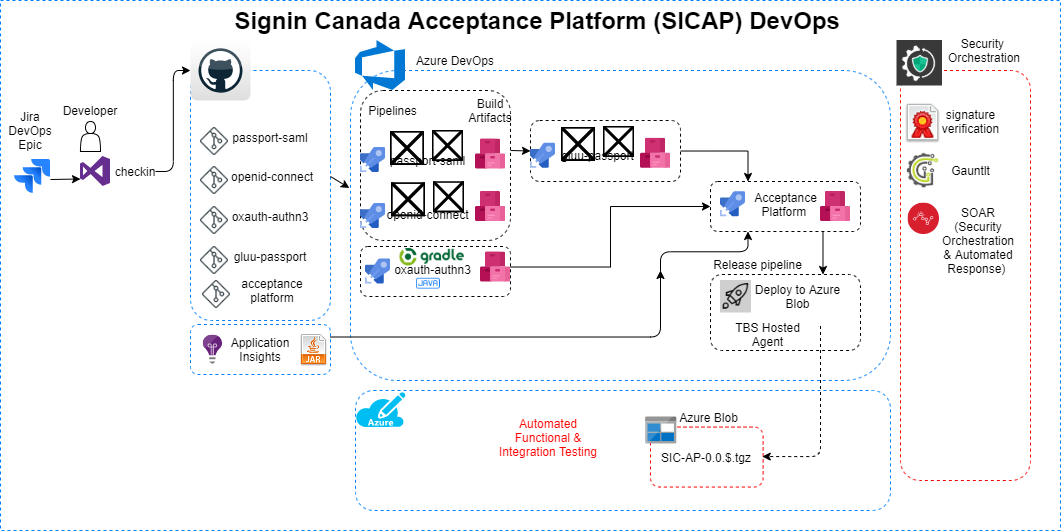 Signin Canada Acceptance Platform (SICAP) DevOps
Jira
DevOps
Epic
Developer
checkin
passport-saml
openid-connect
oxauth-authn3
gluu-passport
acceptance
platform
Application
Insights
JAR
Azure DevOps
Pipelines
Build
Artifacts
passport-saml
openid-connect
gradle
oxauth-authn3
JAVA
gluu-passport
Acceptance
Platform
Release pipeline
Deploy to Azure
Blob
TBS Hosted
Agent
Azure
Automated
Functional &
Integration Testing
Azure Blob
SIC-AP-0.0.$.tgz
Security
Orchestration
signature
verification
GauntIt
SOAR
(Security
Orchestration
& Automated
Response)